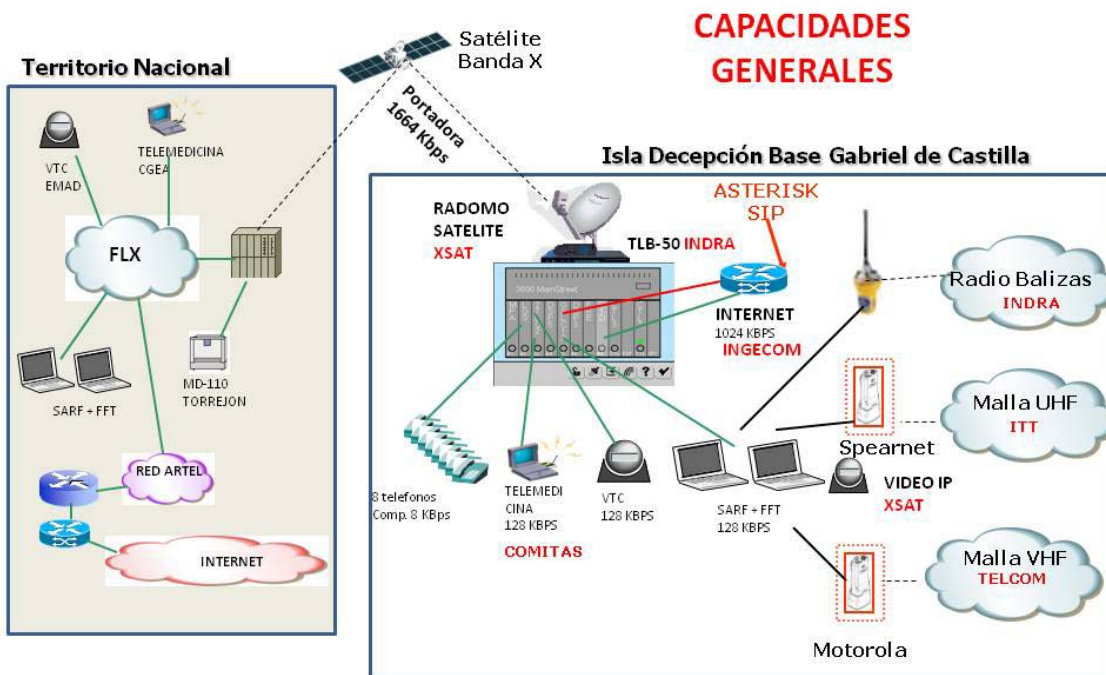 CAPACIDADES
GENERALES
Satélite
Banda X
Territorio Nacional
Portadora
1664 Kbps
VTC
EMAD
TELEMEDICINA
CGEA
FLX
SARF + FFT
MD-110
TORREJON
RED ARTEL
INTERNET
Isla Decepción Base Gabriel de Castilla
RADOMO
SATELITE
XSAT
TLB-50 INDRA
ASTERISK
SIP
3600 MainStreet
INTERNET
1024 KBPS
INGECOM
Radio Balizas
INDRA
Malla UHF
ITT
Spearnet
8 telefonos
Comp. 8 KBps
TELEMEDI
CINA
128 KBPS
COMITAS
VTC
128 KBPS
SARF + FFT
128 KBPS
VIDEO IP
XSAT
Malla VHF
TELCOM
Motorola